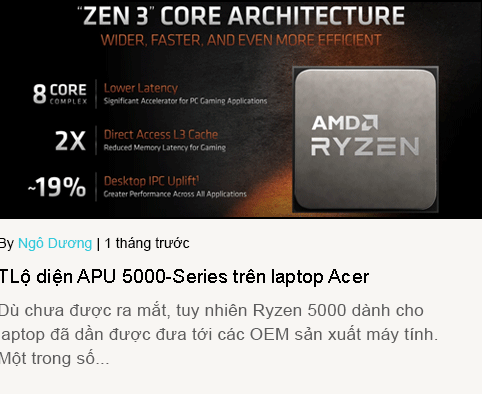 "ZEN 3" CORE ARCHITECTURE
WIDER, FASTER, AND EVEN MORE EFFICIENT
8 CORE COMPLEX
Lower Latency
Significant Accelerator for PC Gaming Applications
2X
Direct Access L3 Cache
Reduced Memory Latency for Gaming
~19%
Desktop IPC Uplift¹
Greater Performance Across All Applications
AMD
RYZEN
By Ngô Dương | 1 tháng trước
TLộ diện APU 5000-Series trên laptop Acer
Dù chưa được ra mắt, tuy nhiên Ryzen 5000 dành cho
laptop đã dần được đưa tới các OEM sản xuất máy tính.
Một trong số...